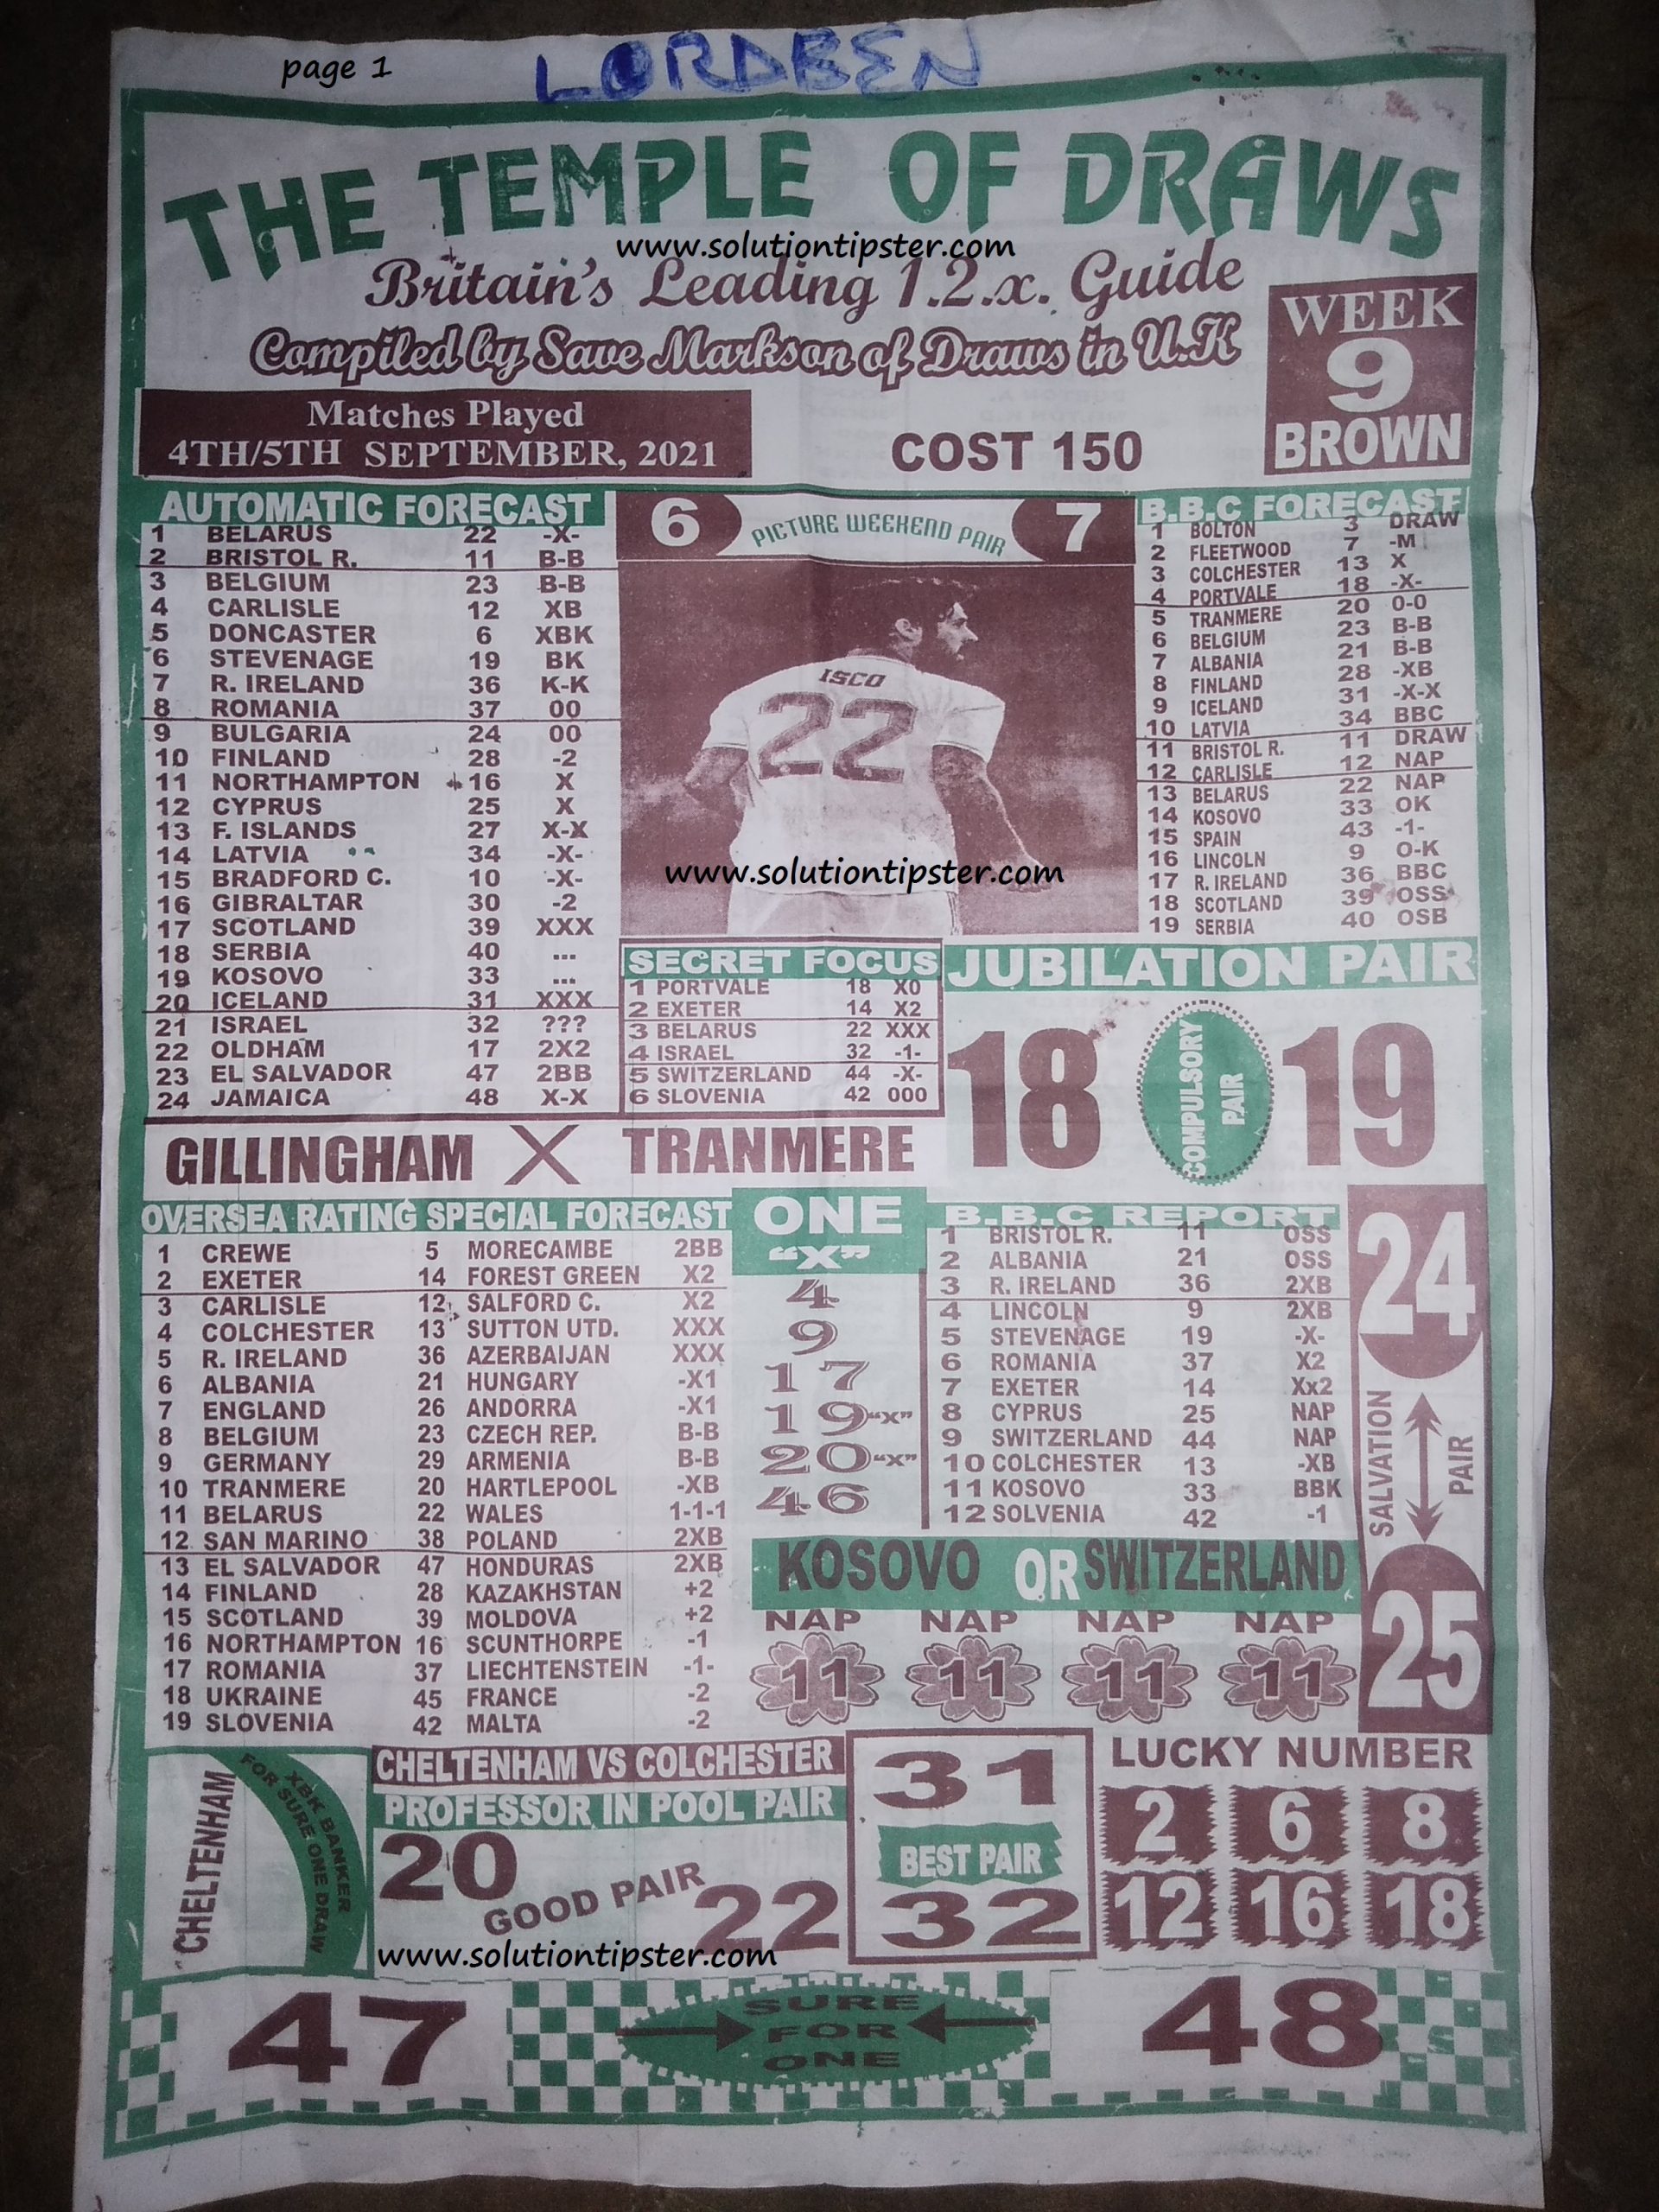 page 1
LORDBEN
THE TEMPLE OF DRAWS
www.solutiontipster.com
Britain's Leading 1.2.x. Guide
Compiled by Save Markson of Draws in U.K
WEEK
9
BROWN
Matches Played
4TH/5TH SEPTEMBER, 2021
COST 150
AUTOMATIC FORECAST
1 BELARUS 22 -X-
2 BRISTOL R. 11 B-B
3 BELGIUM 23 B-B
4 CARLISLE 12 XB
5 DONCASTER 6 XBK
6 STEVENAGE 19 BK
7 R. IRELAND 36 K-K
8 ROMANIA 37 00
9 BULGARIA 24 00
10 FINLAND 28 -2
11 NORTHAMPTON 16 X
12 CYPRUS 25 X
13 F. ISLANDS 27 X-X
14 LATVIA 34 -X-
15 BRADFORD C. 10 -X-
16 GIBRALTAR 30 -2
17 SCOTLAND 39 XXX
18 SERBIA 40 ...
19 KOSOVO 33 ...
20 ICELAND 31 XXX
21 ISRAEL 32 ???
22 OLDHAM 17 2X2
23 EL SALVADOR 47 2BB
24 JAMAICA 48 X-X
6 PICTURE WEEKEND PAIR 7
ISCO
22
www.solutiontipster.com
B.B.C FORECAST
1 BOLTON 3 DRAW
2 FLEETWOOD 7 -M
3 COLCHESTER 13 X
4 PORTVALE 18 -X-
5 TRANMERE 20 0-0
6 BELGIUM 23 B-B
7 ALBANIA 21 B-B
8 FINLAND 28 -XB
9 ICELAND 31 -X-X
10 LATVIA 34 BBC
11 BRISTOL R. 11 DRAW
12 CARLISLE 12 NAP
13 BELARUS 22 NAP
14 KOSOVO 33 OK
15 SPAIN 43 -1-
16 LINCOLN 9 O-K
17 R. IRELAND 36 BBC
18 SCOTLAND 39 OSS
19 SERBIA 40 OSB
SECRET FOCUS
1 PORTVALE 18 X0
2 EXETER 14 X2
3 BELARUS 22 XXX
4 ISRAEL 32 -1-
5 SWITZERLAND 44 -X-
6 SLOVENIA 42 000
JUBILATION PAIR
18 COMPULSORY PAIR 19
GILLINGHAM X TRANMERE
OVERSEA RATING SPECIAL FORECAST
1 CREWE 5 MORECAMBE 2BB
2 EXETER 14 FOREST GREEN X2
3 CARLISLE 12 SALFORD C. X2
4 COLCHESTER 13 SUTTON UTD. XXX
5 R. IRELAND 36 AZERBAIJAN XXX
6 ALBANIA 21 HUNGARY -X1
7 ENGLAND 26 ANDORRA -X1
8 BELGIUM 23 CZECH REP. B-B
9 GERMANY 29 ARMENIA B-B
10 TRANMERE 20 HARTLEPOOL -XB
11 BELARUS 22 WALES 1-1-1
12 SAN MARINO 38 POLAND 2XB
13 EL SALVADOR 47 HONDURAS 2XB
14 FINLAND 28 KAZAKHSTAN +2
15 SCOTLAND 39 MOLDOVA +2
16 NORTHAMPTON 16 SCUNTHORPE -1
17 ROMANIA 37 LIECHTENSTEIN -1-
18 UKRAINE 45 FRANCE -2
19 SLOVENIA 42 MALTA -2
ONE
"X"
4
9
17
19 "X"
20 "X"
46
B.B.C REPORT
1 BRISTOL R. 11 OSS
2 ALBANIA 21 OSS
3 R. IRELAND 36 2XB
4 LINCOLN 9 2XB
5 STEVENAGE 19 -X-
6 ROMANIA 37 X2
7 EXETER 14 Xx2
8 CYPRUS 25 NAP
9 SWITZERLAND 44 NAP
10 COLCHESTER 13 -XB
11 KOSOVO 33 BBK
12 SOLVENIA 42 -1
24
SALVATION PAIR
25
KOSOVO OR SWITZERLAND
NAP NAP NAP NAP
11 11 11 11
CHELTENHAM
XBK BANKER
FOR SURE ONE DRAW
CHELTENHAM VS COLCHESTER
PROFESSOR IN POOL PAIR
20 GOOD PAIR 22
www.solutiontipster.com
31
BEST PAIR
32
LUCKY NUMBER
2 6 8
12 16 18
47 SURE FOR ONE 48